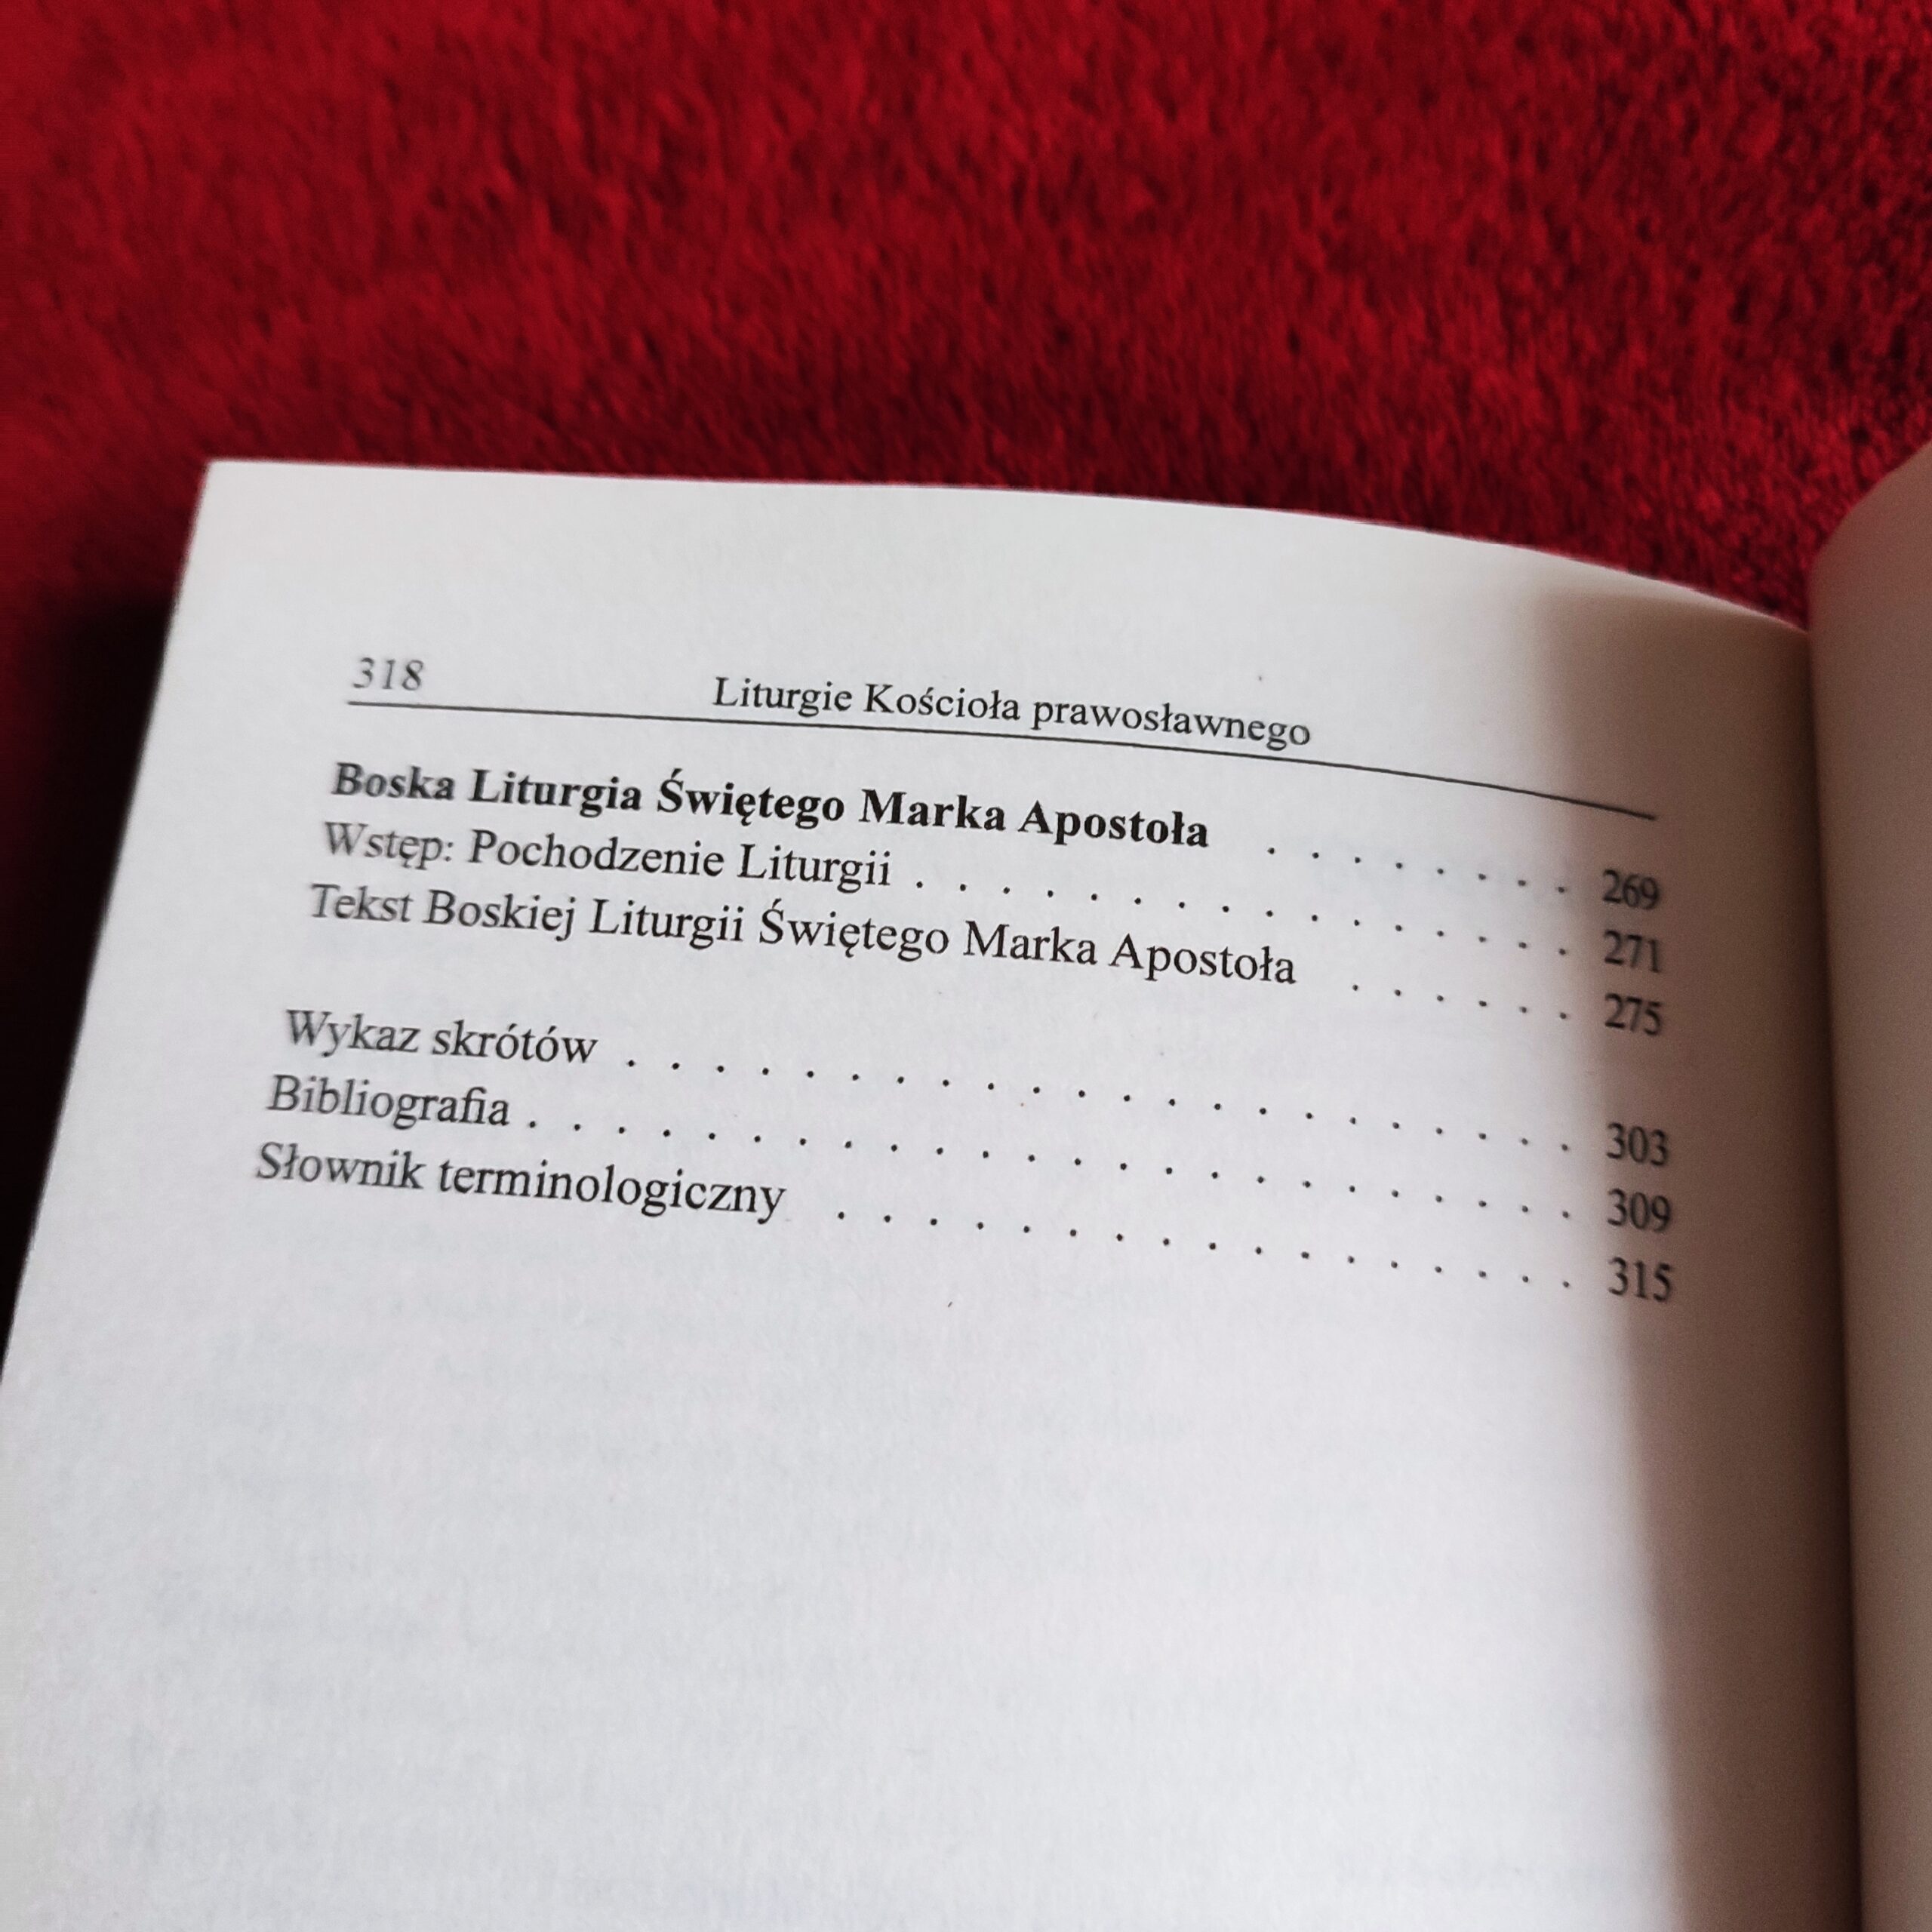 318 Liturgie Kościoła prawosławnego
Boska Liturgia Świętego Marka Apostoła . . . . . . . . 269
Wstęp: Pochodzenie Liturgii . . . . . . . . . . . . . . . . 271
Tekst Boskiej Liturgii Świętego Marka Apostoła . . . . . . 275
Wykaz skrótów . . . . . . . . . . . . . . . . . . . . . . 303
Bibliografia . . . . . . . . . . . . . . . . . . . . . . . . 309
Słownik terminologiczny . . . . . . . . . . . . . . . . . 315